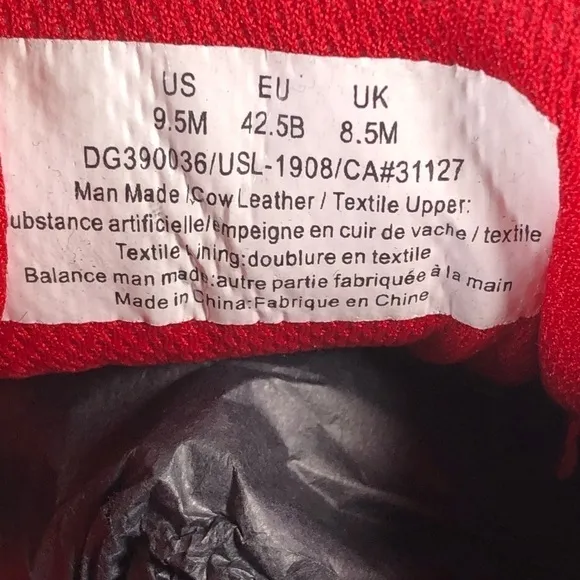 US EU UK
9.5M 42.5B 8.5M
DG390036/USL-1908/CA#31127
Man Made /Cow Leather / Textile Upper:
ubstance artificielle/empeigne en cuir de vache / textile
Textile Lining:doublure en textile
Balance man made:autre partie fabriquée à la main
Made in China:Fabrique en Chine